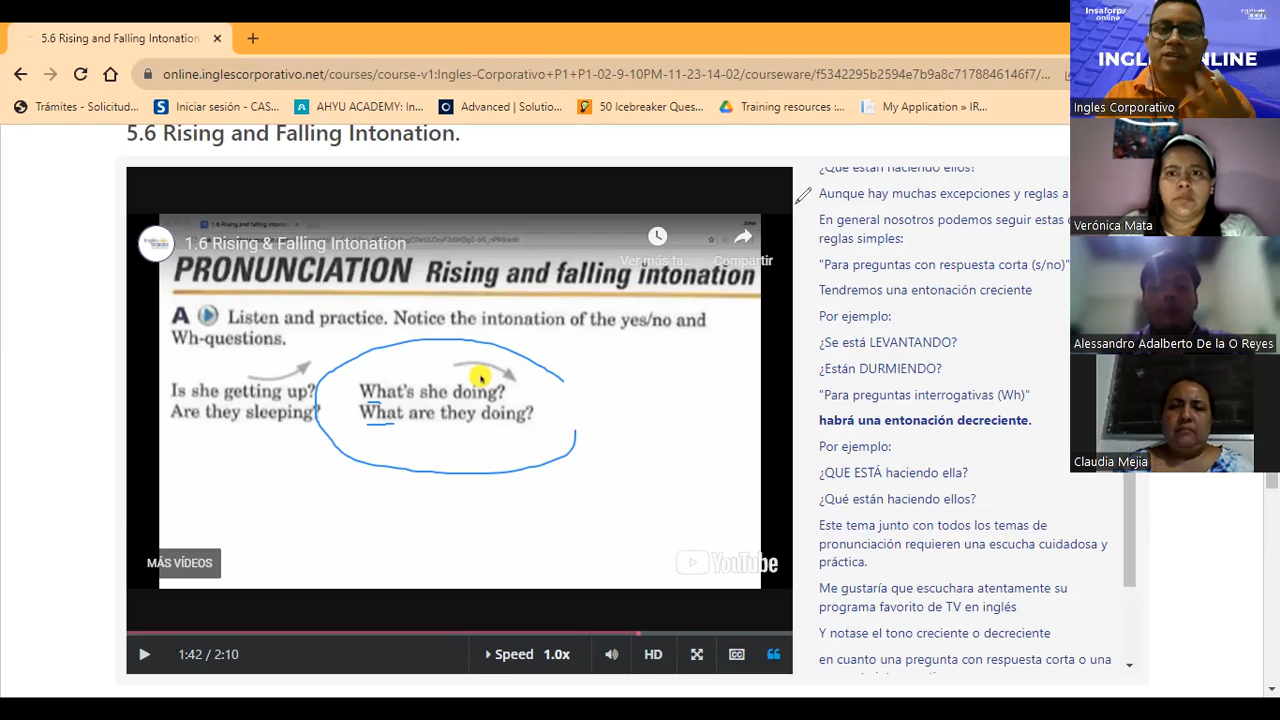 5.6 Rising and Falling Intonation
online.inglescorporativo.net/courses/course-v1:Ingles-Corporativo+P1+P1-02-9-10PM-11-23-14-02/courseware/f5342295b2594e7b9a8c7178846146f7/...
Trámites - Solicitud...
Iniciar sesión - CAS...
AHYU ACADEMY: In...
Advanced | Solutio...
50 Icebreaker Ques...
Training resources :...
My Application » IR...
5.6 Rising and Falling Intonation.
1.6 Rising & Falling Intonation
Ver más ta...
Compartir
PRONUNCIATION Rising and falling intonation
A Listen and practice. Notice the intonation of the yes/no and
Wh-questions.
Is she getting up? What's she doing?
Are they sleeping? What are they doing?
MÁS VÍDEOS
YouTube
1:42 / 2:10
Speed 1.0x
HD
CC
¿Qué están haciendo ellos?
Aunque hay muchas excepciones y reglas a
En general nosotros podemos seguir estas
reglas simples:
"Para preguntas con respuesta corta (s/no)"
Tendremos una entonación creciente
Por ejemplo:
¿Se está LEVANTANDO?
¿Están DURMIENDO?
"Para preguntas interrogativas (Wh)"
habrá una entonación decreciente.
Por ejemplo:
¿QUE ESTÁ haciendo ella?
¿Qué están haciendo ellos?
Este tema junto con todos los temas de
pronunciación requieren una escucha cuidadosa y
práctica.
Me gustaría que escuchara atentamente su
programa favorito de TV en inglés
Y notase el tono creciente o decreciente
en cuanto una pregunta con respuesta corta o una
Insaforp
online
INGL NLINE
Ingles Corporativo
Verónica Mata
Alessandro Adalberto De la O Reyes
Claudia Mejia